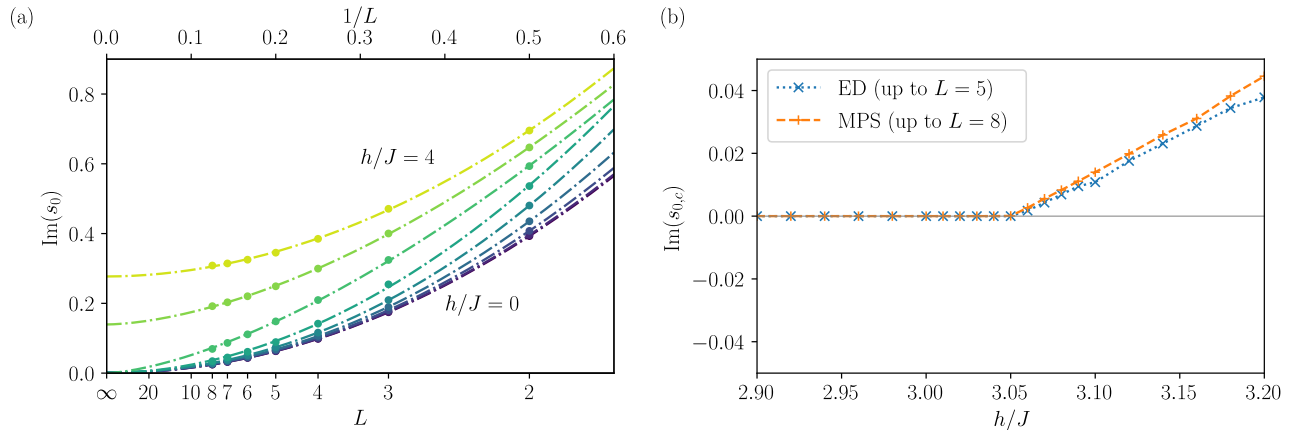 (a)
1/L
0.0 0.1 0.2 0.3 0.4 0.5 0.6
Im(s₀)
0.8
0.6
0.4
0.2
0.0
h/J = 4
h/J = 0
∞ 20 10 8 7 6 5 4 3 2
L
(b)
ED (up to L = 5)
MPS (up to L = 8)
Im(s₀,c)
0.04
0.02
0.00
−0.02
−0.04
2.90 2.95 3.00 3.05 3.10 3.15 3.20
h/J